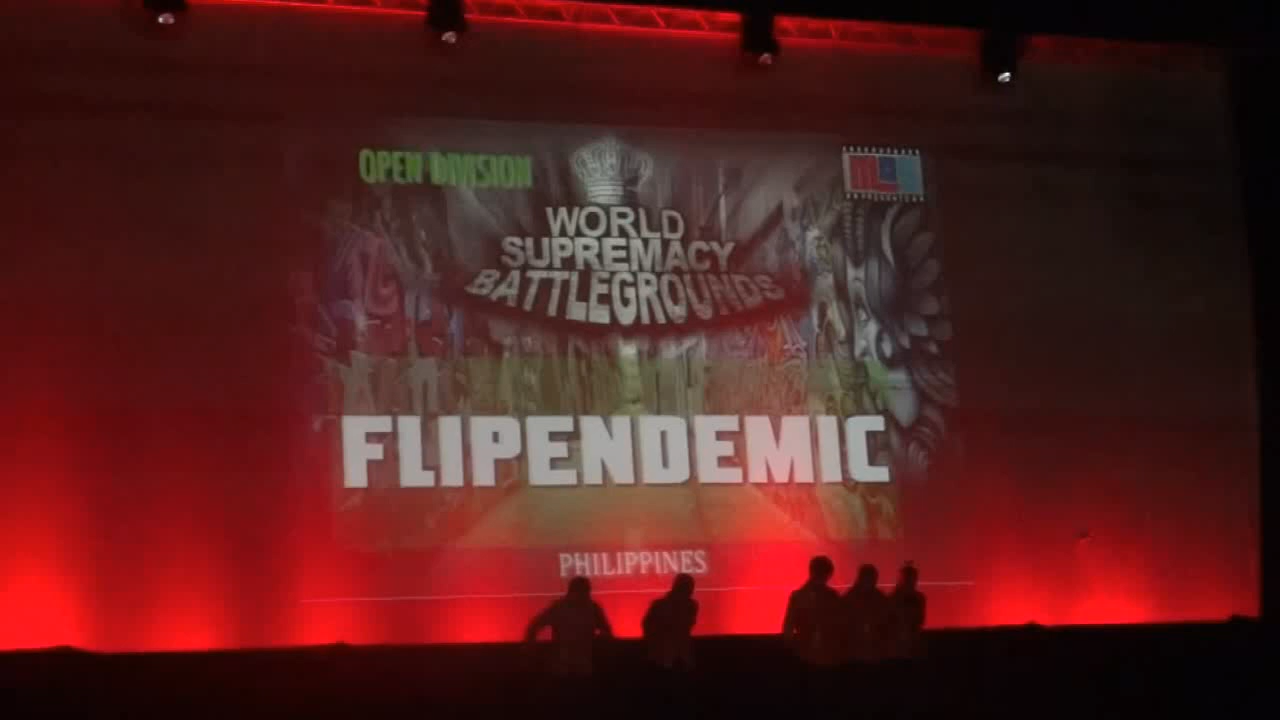 OPEN DIVISION
WORLD
SUPREMACY
BATTLEGROUNDS
FLIPENDEMIC
PHILIPPINES